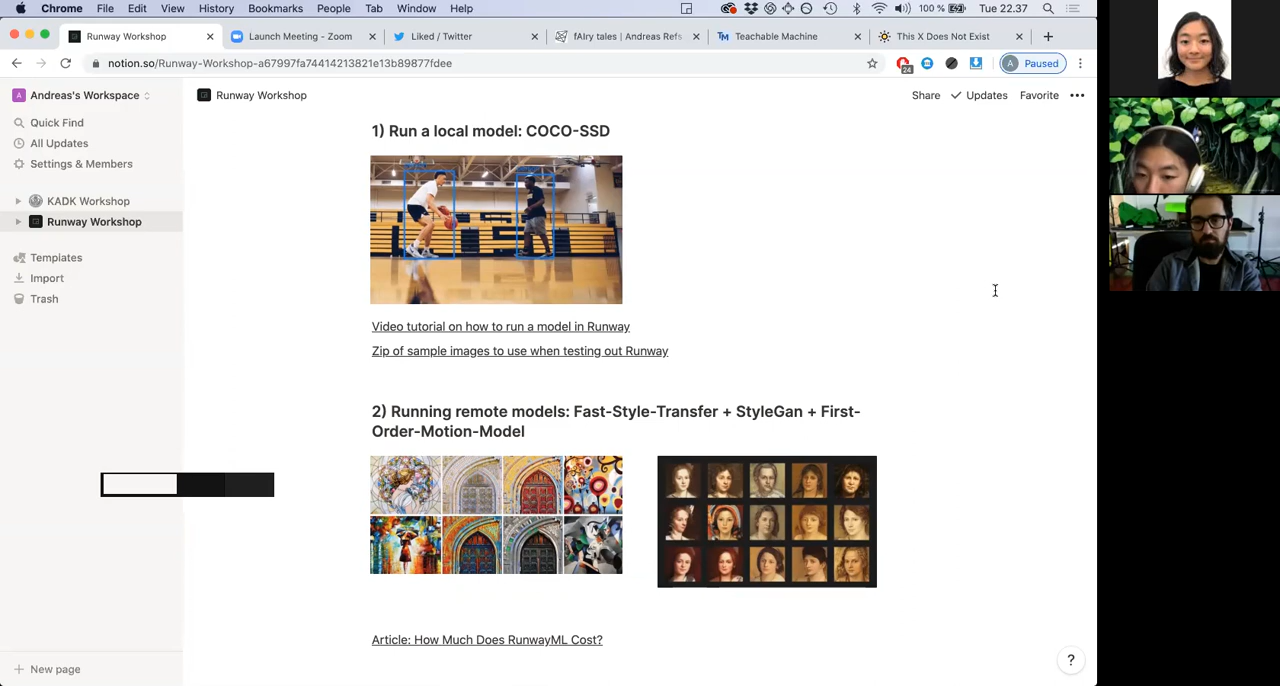 Chrome File Edit View History Bookmarks People Tab Window Help 100 % Tue 22.37
Runway Workshop Launch Meeting - Zoom Liked / Twitter fAIry tales | Andreas Refs Teachable Machine This X Does Not Exist
notion.so/Runway-Workshop-a67997fa74414213821e13b89877fdee 24 A Paused
A Andreas's Workspace
Runway Workshop
Share Updates Favorite
Quick Find
All Updates
Settings & Members
KADK Workshop
Runway Workshop
Templates
Import
Trash
New page
1) Run a local model: COCO-SSD
Video tutorial on how to run a model in Runway
Zip of sample images to use when testing out Runway
2) Running remote models: Fast-Style-Transfer + StyleGan + First-
Order-Motion-Model
Article: How Much Does RunwayML Cost?
?